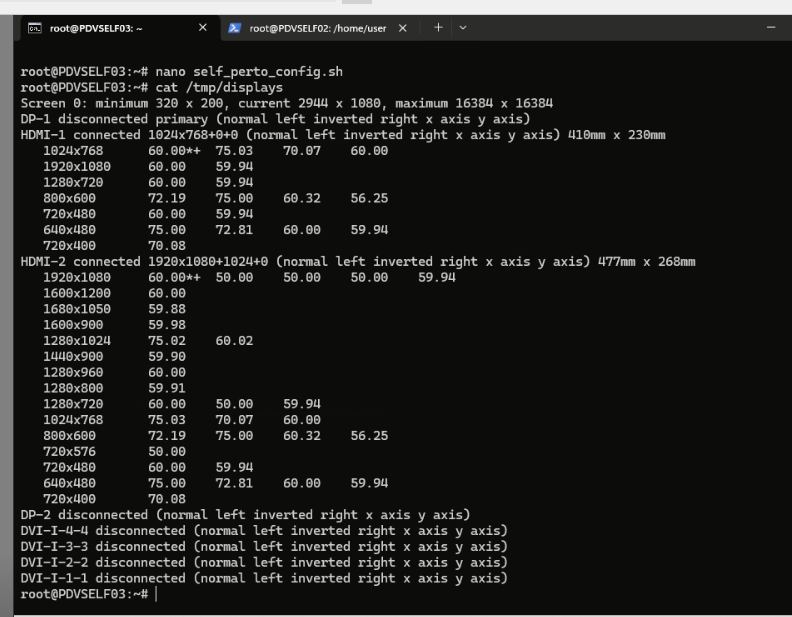 root@PDVSELF03: ~
root@PDVSELF02: /home/user
root@PDVSELF03:~# nano self_perto_config.sh
root@PDVSELF03:~# cat /tmp/displays
Screen 0: minimum 320 x 200, current 2944 x 1080, maximum 16384 x 16384
DP-1 disconnected primary (normal left inverted right x axis y axis)
HDMI-1 connected 1024x768+0+0 (normal left inverted right x axis y axis) 410mm x 230mm
   1024x768      60.00*+  75.03    70.07    60.00
   1920x1080     60.00    59.94
   1280x720      60.00    59.94
   800x600       72.19    75.00    60.32    56.25
   720x480       60.00    59.94
   640x480       75.00    72.81    60.00    59.94
   720x400       70.08
HDMI-2 connected 1920x1080+1024+0 (normal left inverted right x axis y axis) 477mm x 268mm
   1920x1080     60.00*+  50.00    50.00    50.00    59.94
   1600x1200     60.00
   1680x1050     59.88
   1600x900      59.98
   1280x1024     75.02    60.02
   1440x900      59.90
   1280x960      60.00
   1280x800      59.91
   1280x720      60.00    50.00    59.94
   1024x768      75.03    70.07    60.00
   800x600       72.19    75.00    60.32    56.25
   720x576       50.00
   720x480       60.00    59.94
   640x480       75.00    72.81    60.00    59.94
   720x400       70.08
DP-2 disconnected (normal left inverted right x axis y axis)
DVI-I-4-4 disconnected (normal left inverted right x axis y axis)
DVI-I-3-3 disconnected (normal left inverted right x axis y axis)
DVI-I-2-2 disconnected (normal left inverted right x axis y axis)
DVI-I-1-1 disconnected (normal left inverted right x axis y axis)
root@PDVSELF03:~#